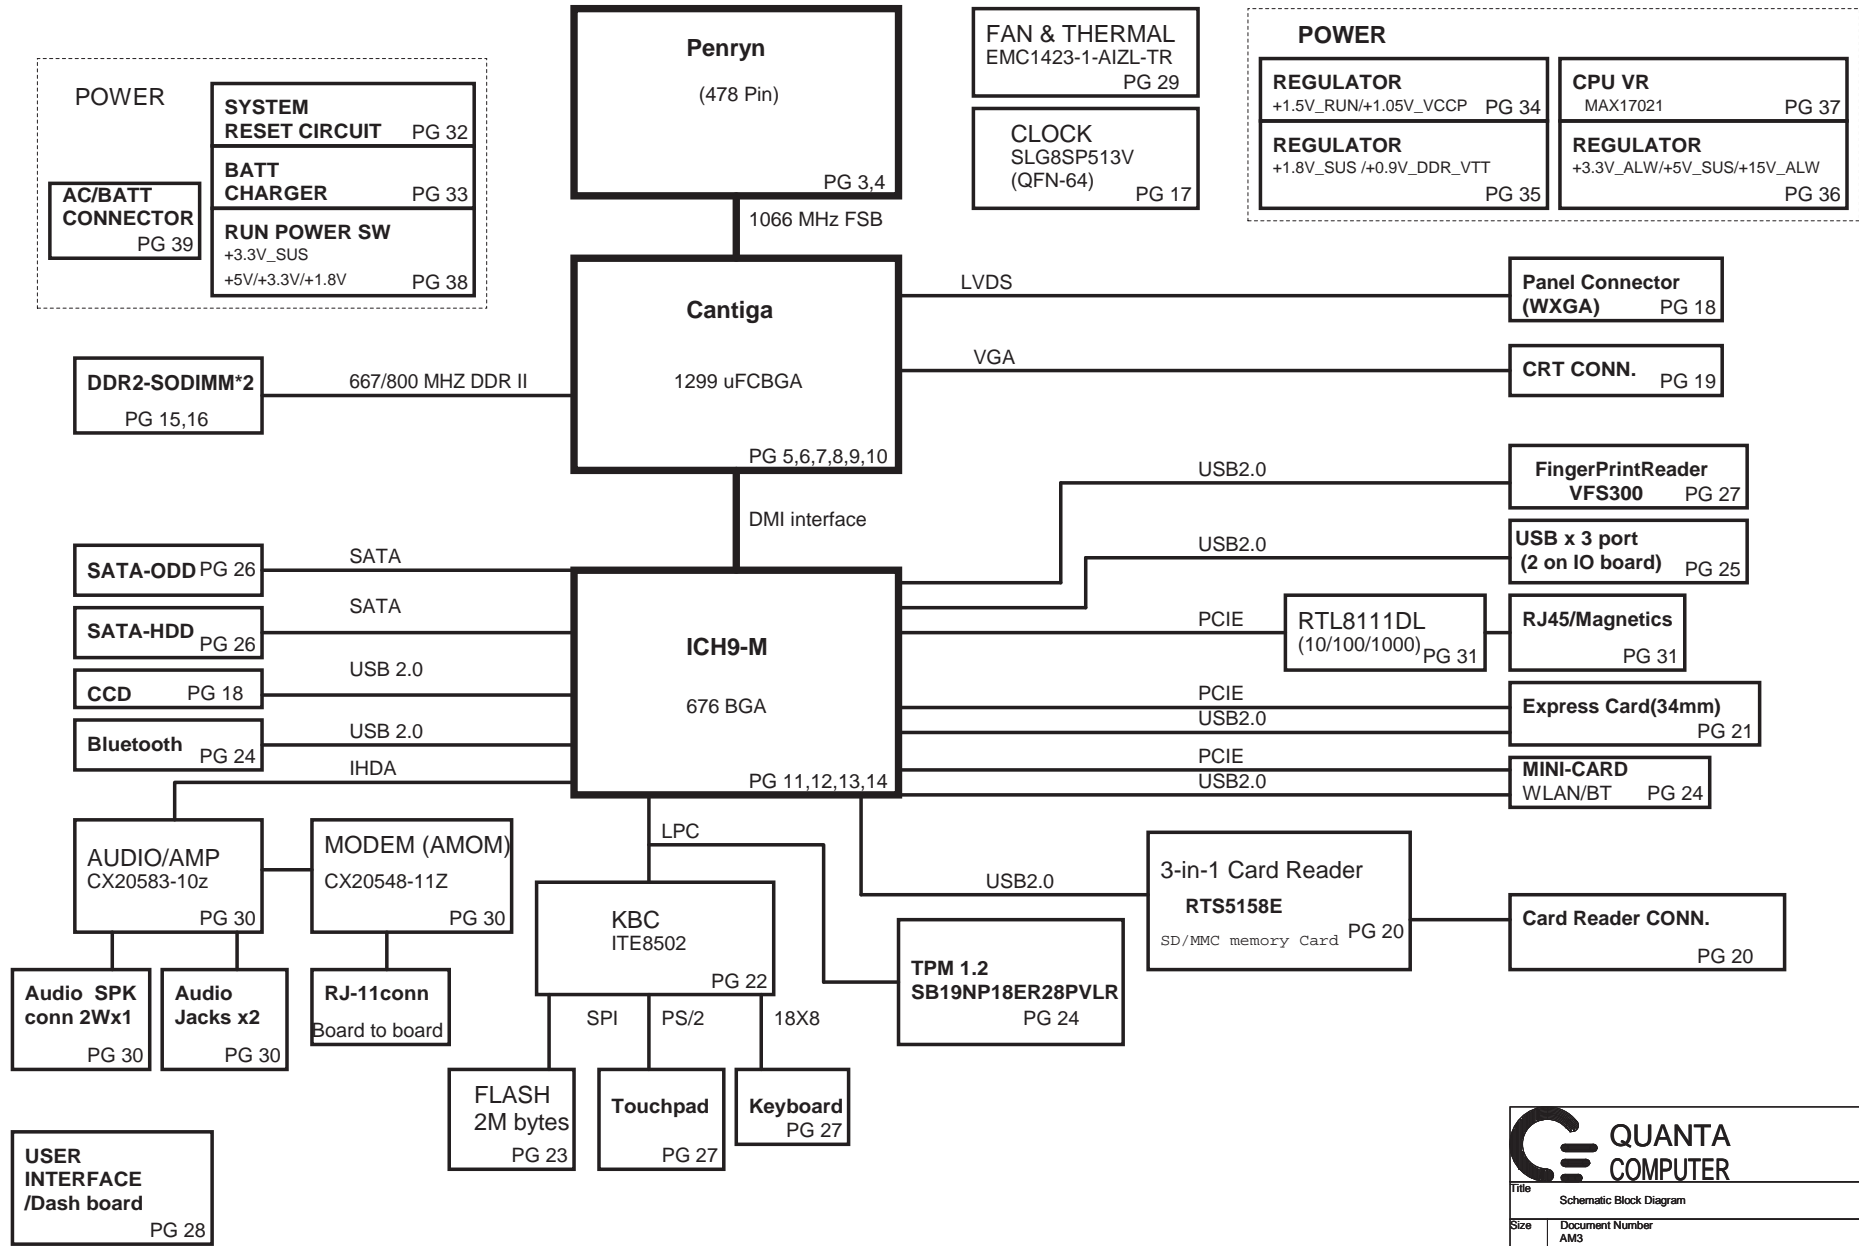 POWER
SYSTEM
RESET CIRCUIT PG 32
BATT
CHARGER PG 33
AC/BATT
CONNECTOR
PG 39
RUN POWER SW
+3.3V_SUS
+5V/+3.3V/+1.8V PG 38
Penryn
(478 Pin)
PG 3,4
FAN & THERMAL
EMC1423-1-AIZL-TR
PG 29
CLOCK
SLG8SP513V
(QFN-64)
PG 17
POWER
REGULATOR
+1.5V_RUN/+1.05V_VCCP PG 34
CPU VR
MAX17021
PG 37
REGULATOR
+1.8V_SUS /+0.9V_DDR_VTT
PG 35
REGULATOR
+3.3V_ALW/+5V_SUS/+15V_ALW
PG 36
1066 MHz FSB
Cantiga
1299 uFCBGA
PG 5,6,7,8,9,10
LVDS
Panel Connector
(WXGA) PG 18
VGA
CRT CONN. PG 19
DDR2-SODIMM*2
PG 15,16
667/800 MHZ DDR II
DMI interface
USB2.0
FingerPrintReader
VFS300 PG 27
USB2.0
USB x 3 port
(2 on IO board) PG 25
SATA-ODD PG 26
SATA
SATA-HDD PG 26
SATA
CCD PG 18
USB 2.0
Bluetooth PG 24
USB 2.0
IHDA
ICH9-M
676 BGA
PG 11,12,13,14
PCIE
RTL8111DL
(10/100/1000) PG 31
RJ45/Magnetics
PG 31
PCIE
USB2.0
Express Card(34mm)
PG 21
PCIE
USB2.0
MINI-CARD
WLAN/BT PG 24
AUDIO/AMP
CX20583-10z
PG 30
MODEM (AMOM)
CX20548-11Z
PG 30
LPC
KBC
ITE8502
PG 22
USB2.0
3-in-1 Card Reader
RTS5158E
SD/MMC memory Card PG 20
Card Reader CONN.
PG 20
TPM 1.2
SB19NP18ER28PVLR
PG 24
Audio SPK
conn 2Wx1
PG 30
Audio
Jacks x2
PG 30
RJ-11conn
Board to board
SPI
PS/2
18X8
FLASH
2M bytes
PG 23
Touchpad
PG 27
Keyboard
PG 27
USER
INTERFACE
/Dash board
PG 28
QUANTA
COMPUTER
Title
Schematic Block Diagram
Size Document Number
AM3